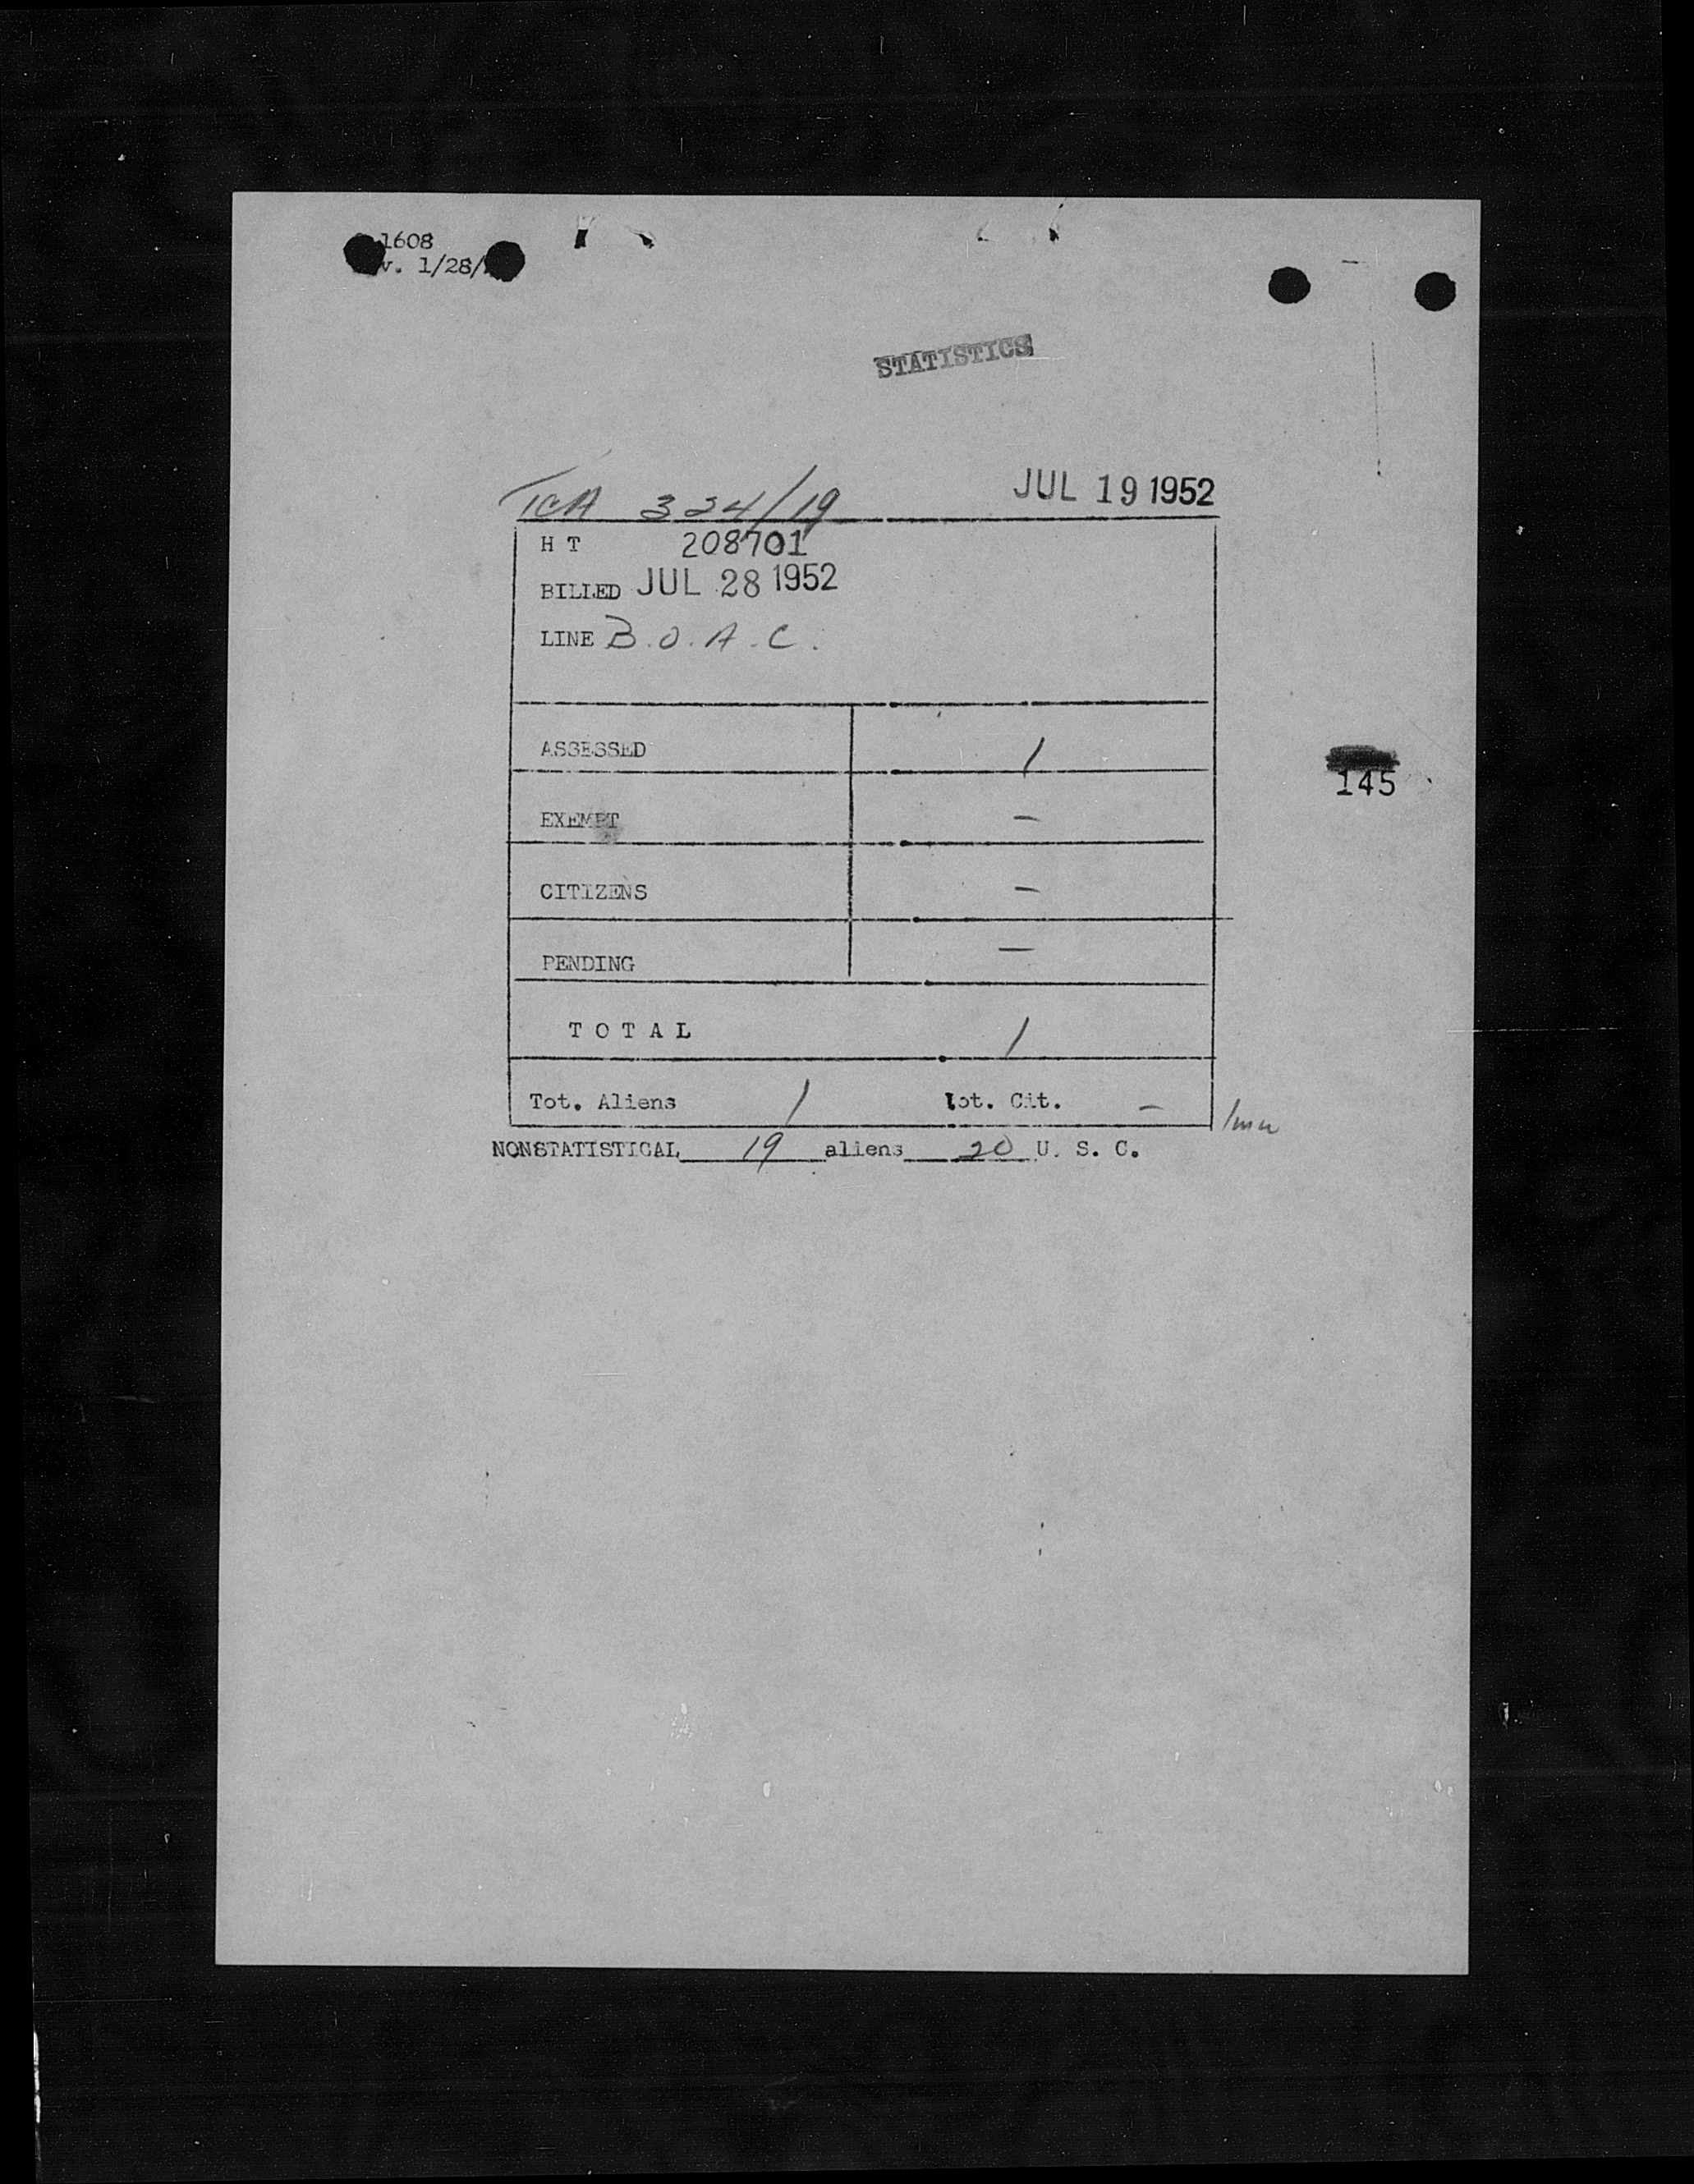 1608
v. 1/28/
STATISTICS
TCA 324/19 JUL 19 1952
H T 208701
BILLED JUL 28 1952
LINE B.O.A.C.
ASSESSED 1
145
EXEMPT -
CITIZENS -
PENDING -
T O T A L 1
Tot. Aliens 1 Tot. Cit. -
NONSTATISTICAL 19 aliens 20 U. S. C.